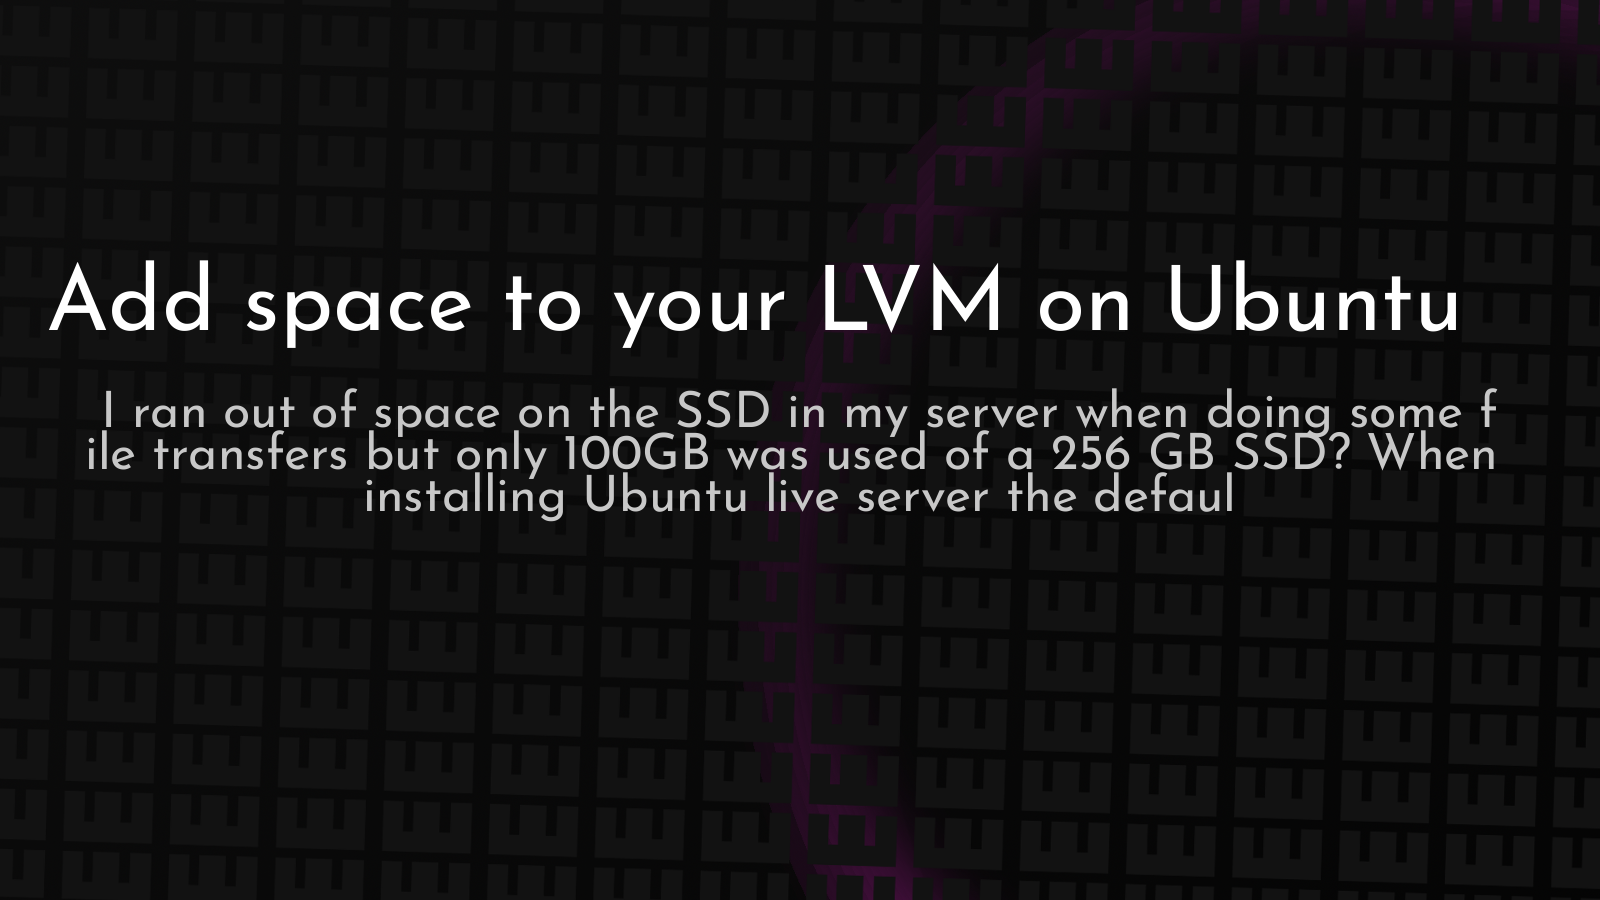 Add space to your LVM on Ubuntu
I ran out of space on the SSD in my server when doing some f
ile transfers but only 100GB was used of a 256 GB SSD? When
installing Ubuntu live server the defaul